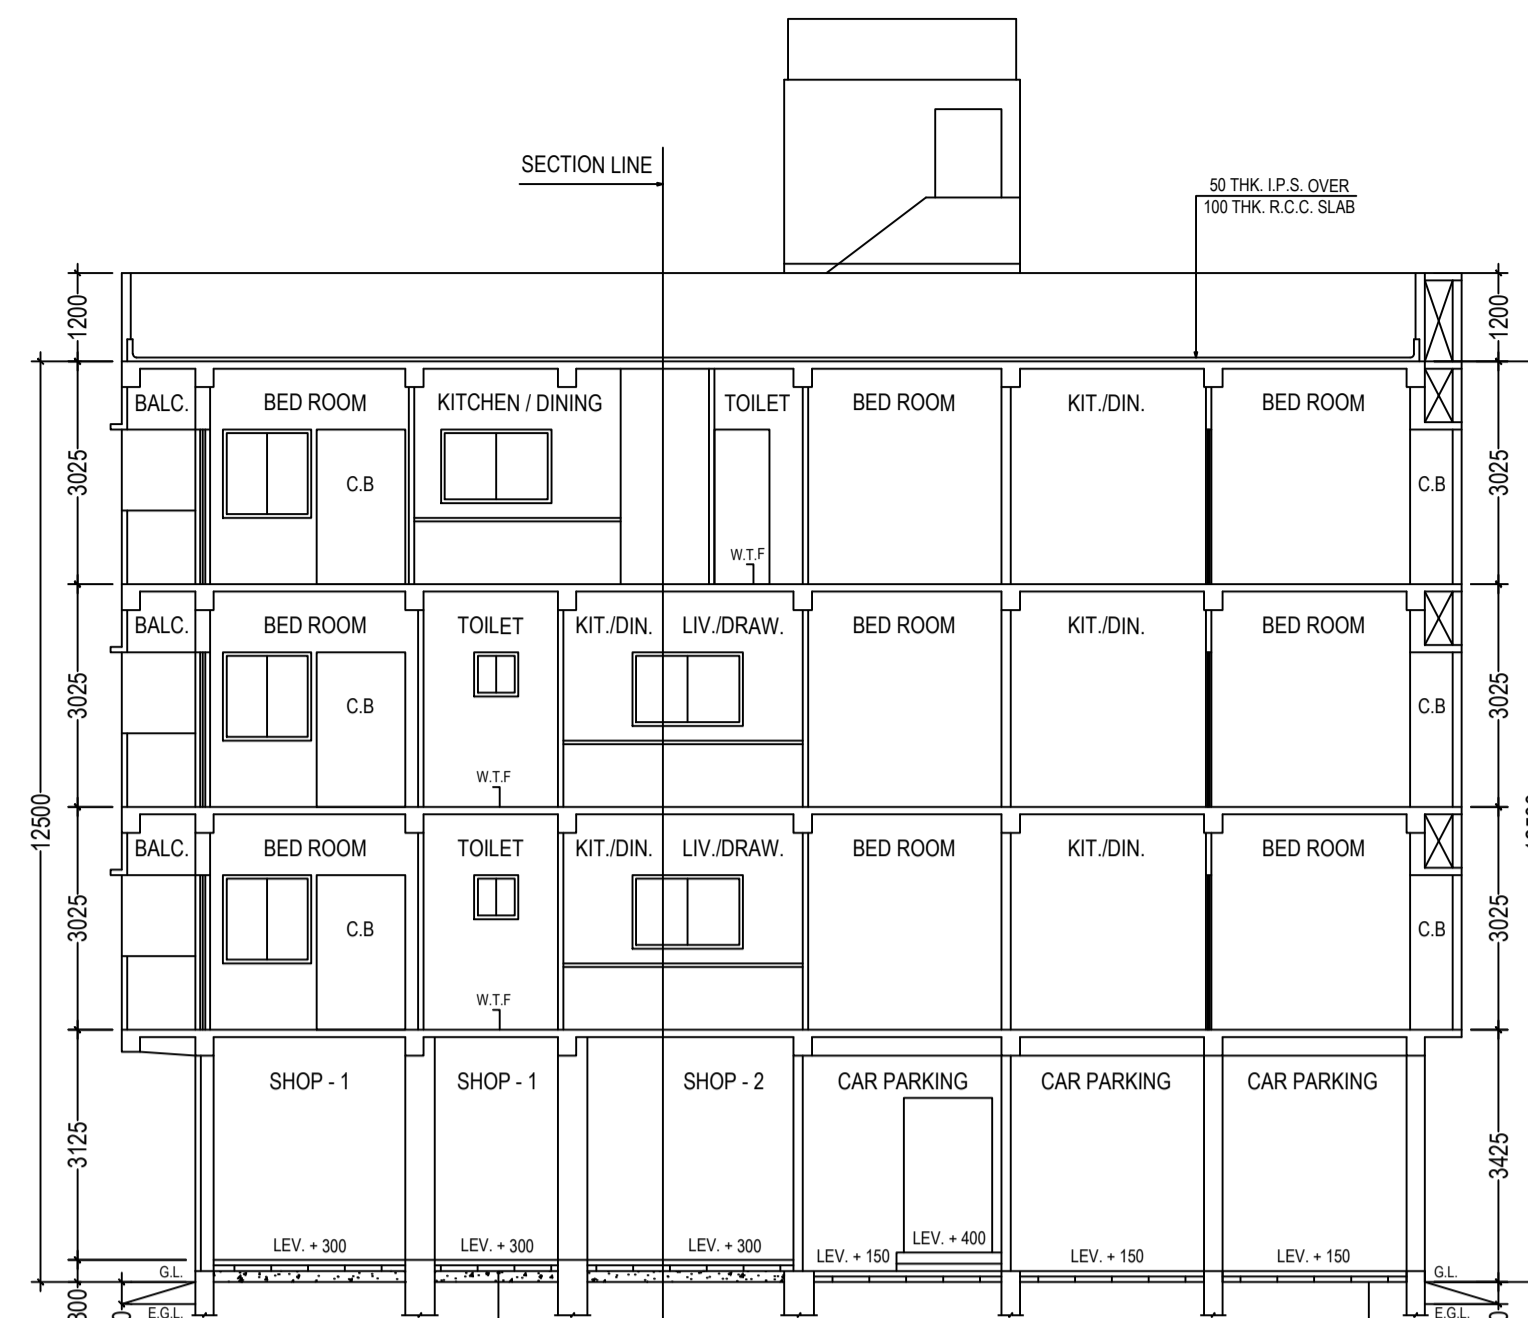 SECTION LINE
50 THK. I.P.S. OVER
100 THK. R.C.C. SLAB
1200
1200
BALC.
BED ROOM
KITCHEN / DINING
TOILET
BED ROOM
KIT./DIN.
BED ROOM
3025
C.B
C.B
3025
W.T.F
BALC.
BED ROOM
TOILET
KIT./DIN.
LIV./DRAW.
BED ROOM
KIT./DIN.
BED ROOM
3025
C.B
C.B
3025
W.T.F
12500
BALC.
BED ROOM
TOILET
KIT./DIN.
LIV./DRAW.
BED ROOM
KIT./DIN.
BED ROOM
3025
C.B
C.B
3025
W.T.F
SHOP - 1
SHOP - 1
SHOP - 2
CAR PARKING
CAR PARKING
CAR PARKING
3125
3425
LEV. + 300
LEV. + 300
LEV. + 300
LEV. + 150
LEV. + 400
LEV. + 150
LEV. + 150
G.L.
G.L.
300
E.G.L.
E.G.L.